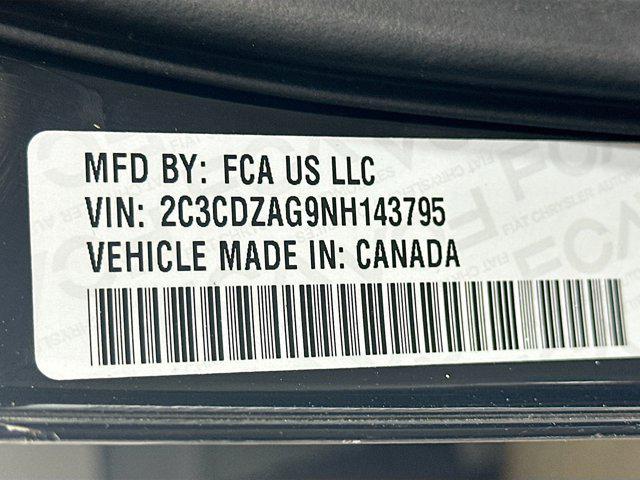 MFD BY: FCA US LLC
VIN: 2C3CDZAG9NH143795
VEHICLE MADE IN: CANADA